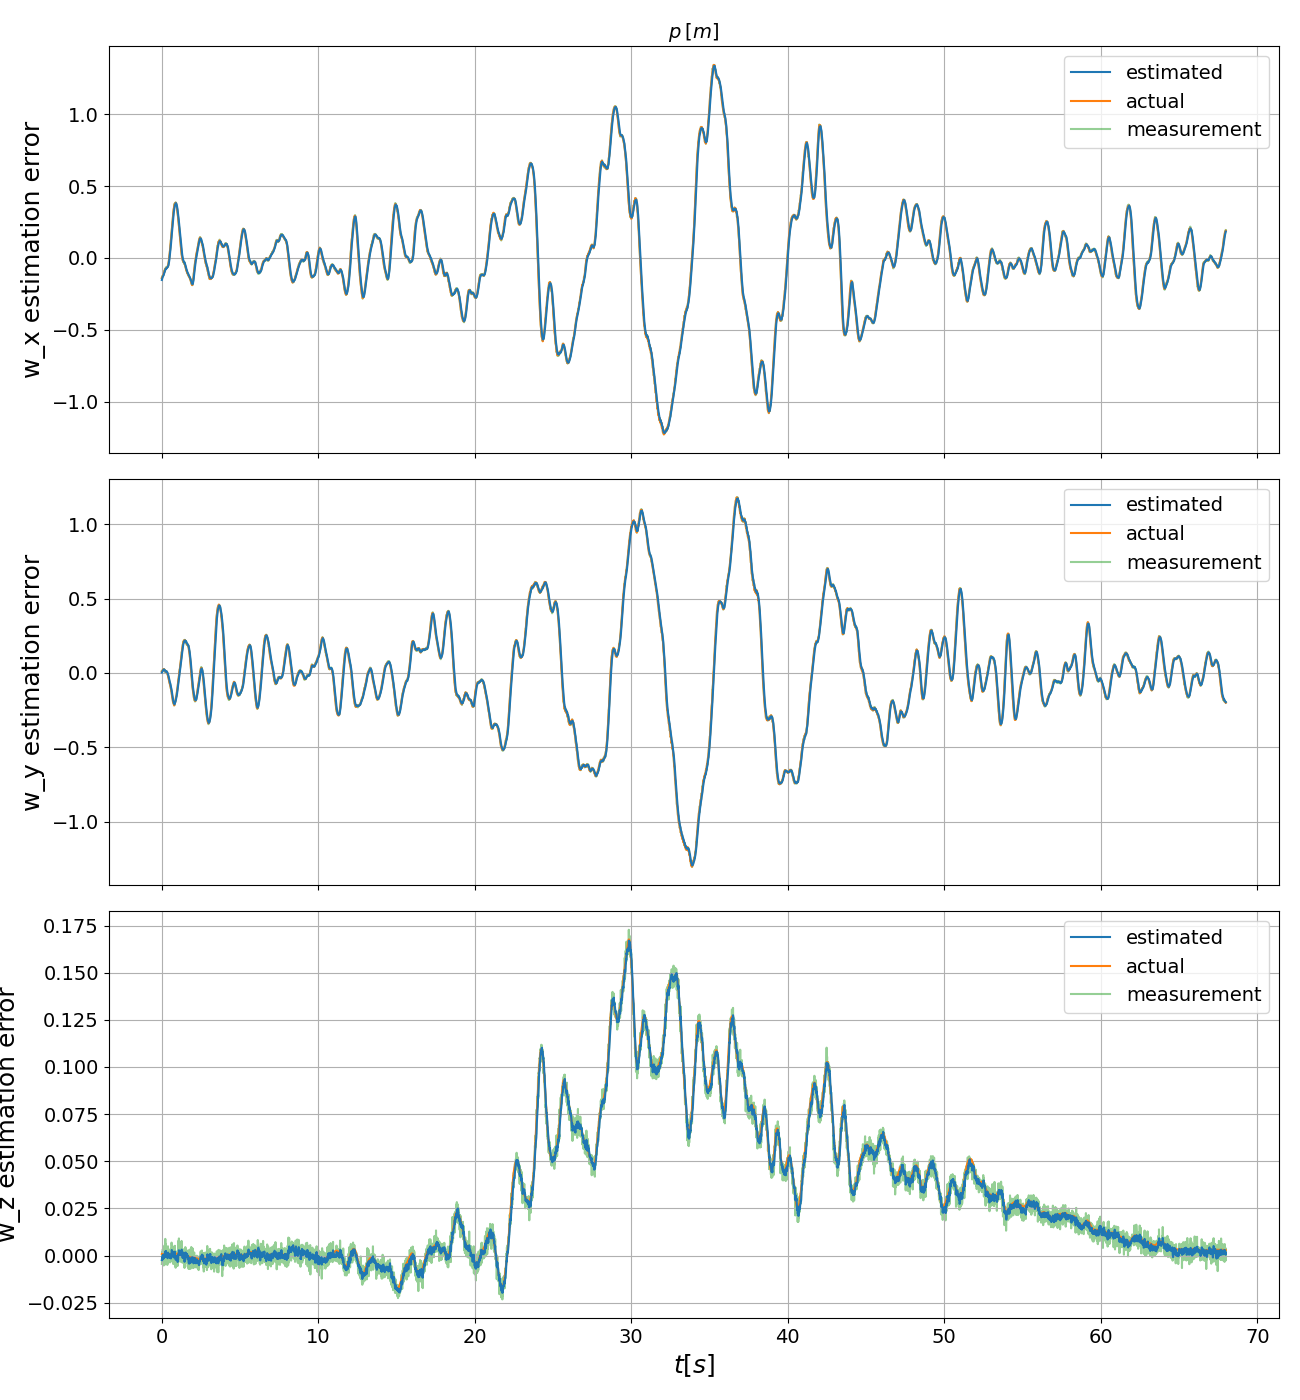 p [m]
w_x estimation error
1.0
0.5
0.0
−0.5
−1.0
estimated
actual
measurement
w_y estimation error
1.0
0.5
0.0
−0.5
−1.0
estimated
actual
measurement
w_z estimation error
0.175
0.150
0.125
0.100
0.075
0.050
0.025
0.000
−0.025
estimated
actual
measurement
0 10 20 30 40 50 60 70
t[s]